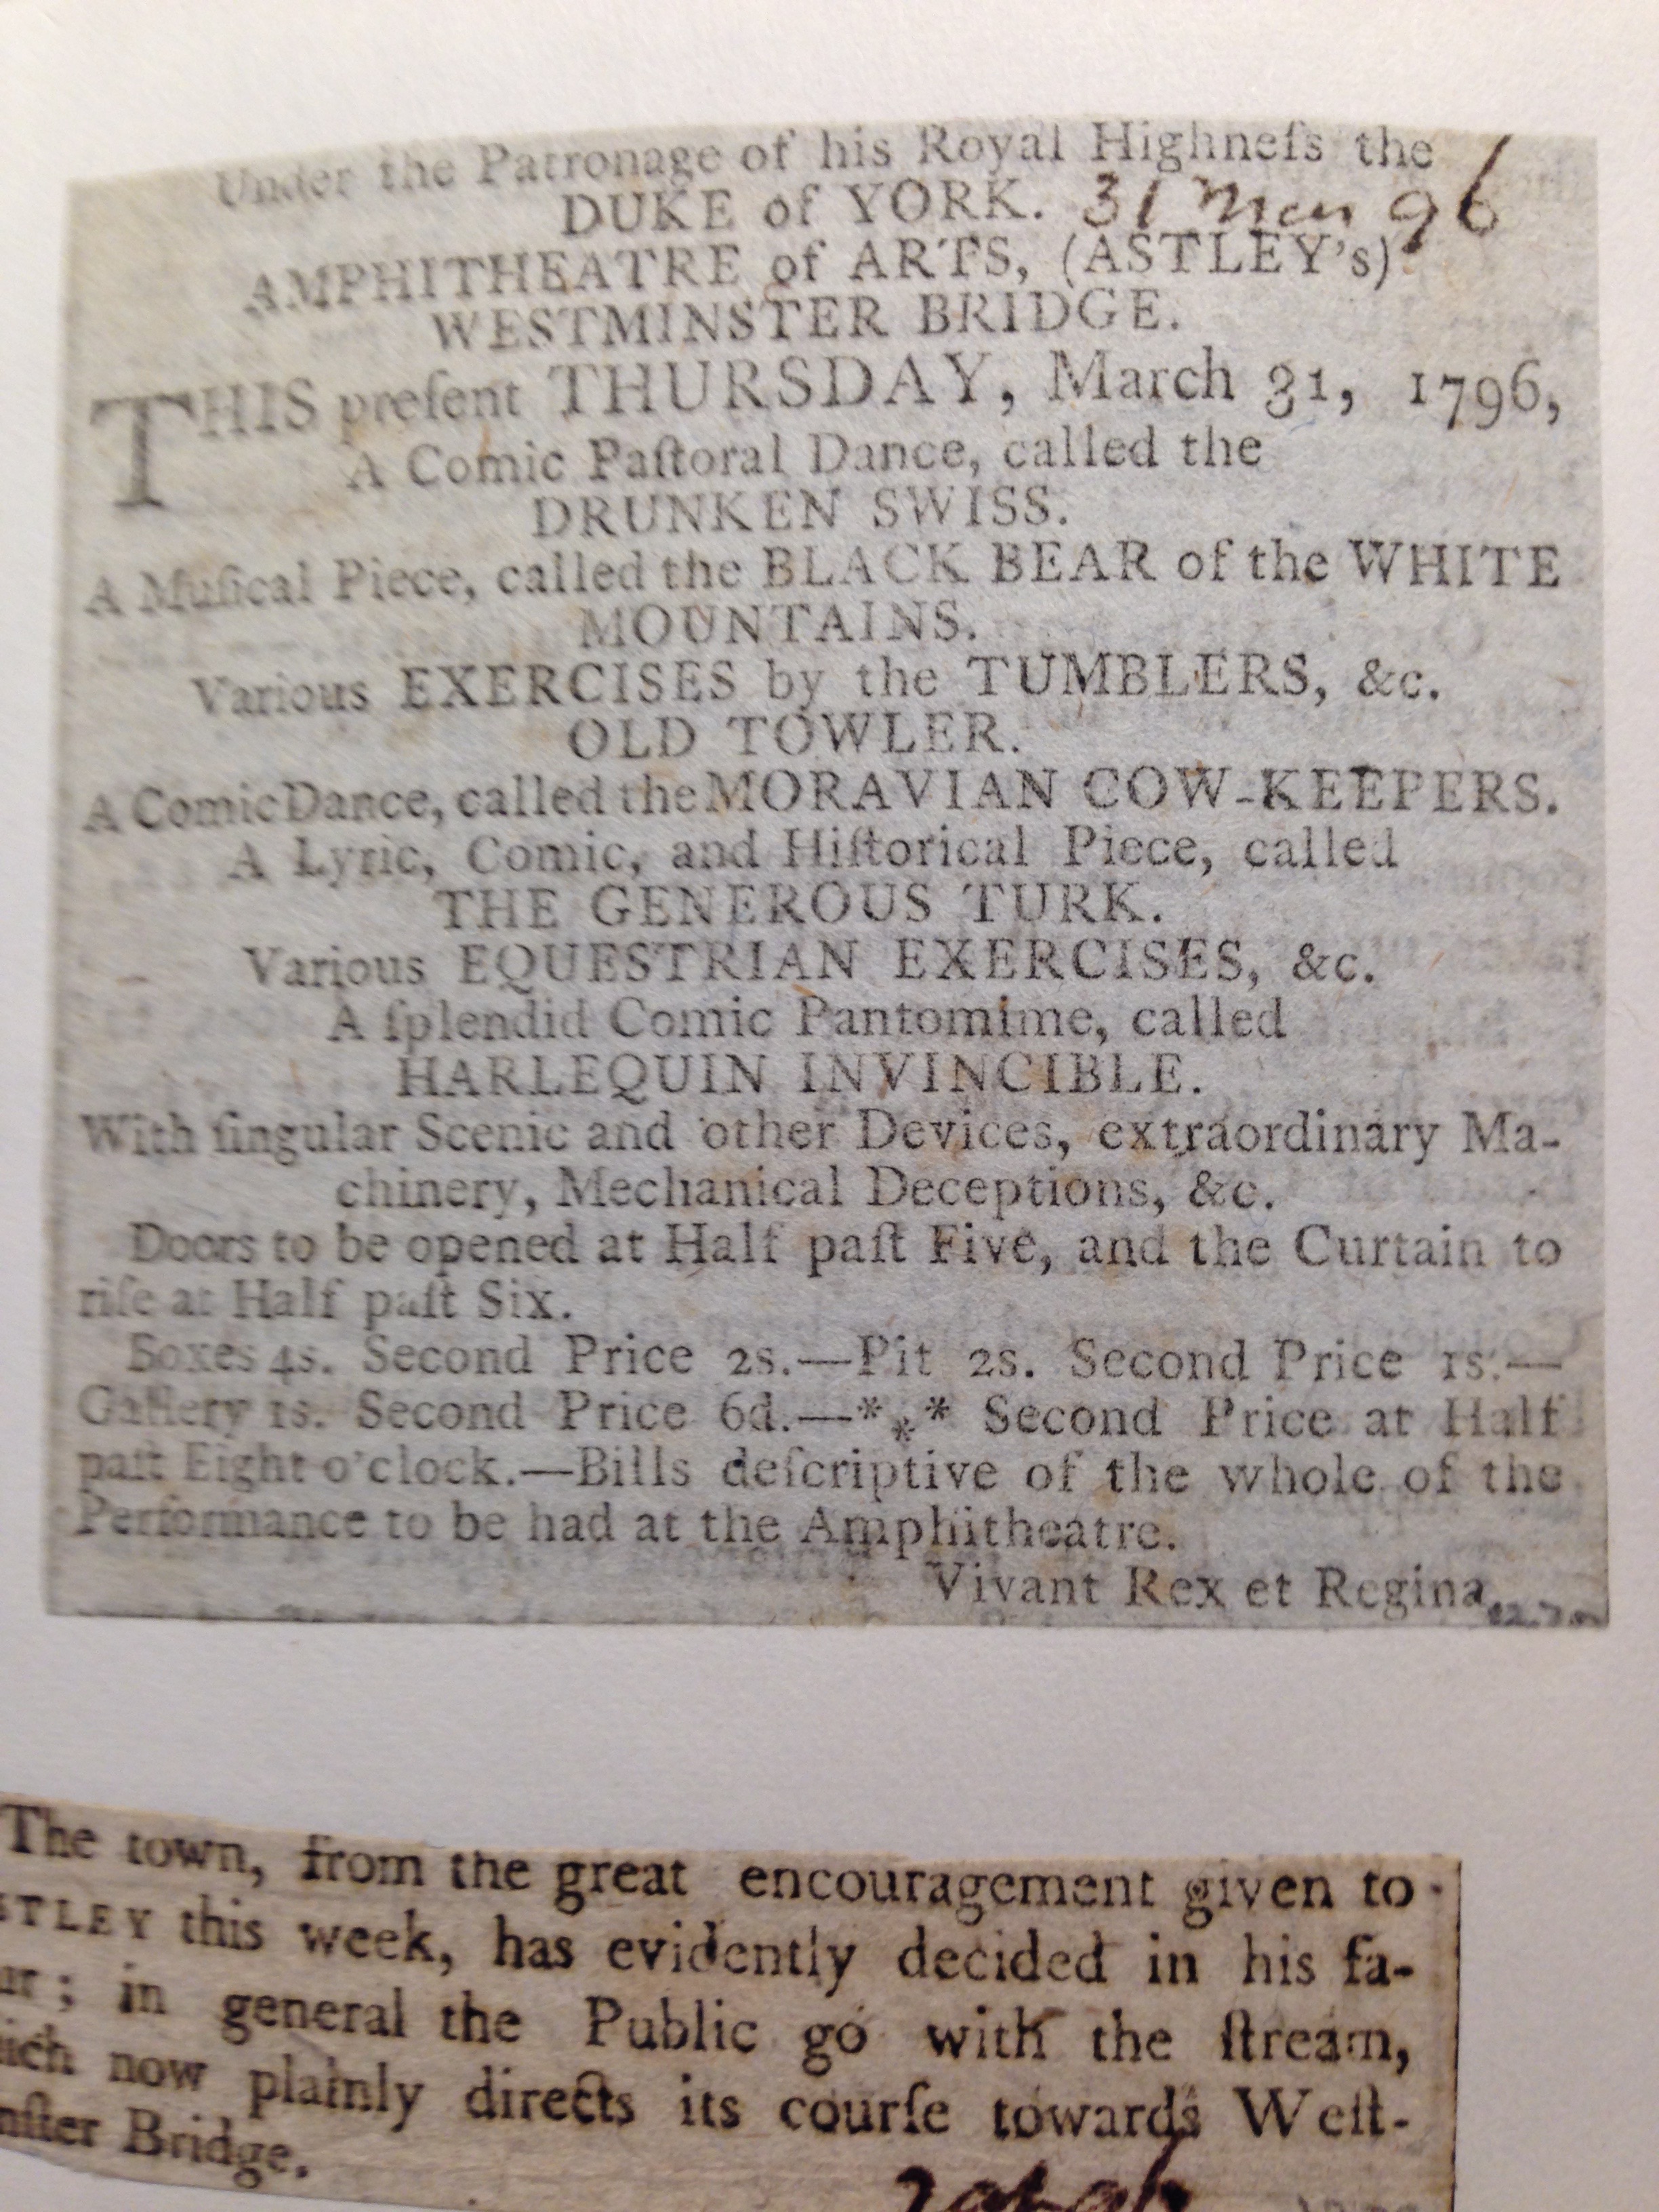 Under the Patronage of his Royal Highneſs the
DUKE of YORK. 31 Mar 96
AMPHITHEATRE of ARTS, (ASTLEY's)
WESTMINSTER BRIDGE.
THIS preſent THURSDAY, March 31, 1796,
A Comic Paſtoral Dance, called the
DRUNKEN SWISS.
A Muſical Piece, called the BLACK BEAR of the WHITE
MOUNTAINS.
Various EXERCISES by the TUMBLERS, &c.
OLD TOWLER.
A Comic Dance, called the MORAVIAN COW-KEEPERS.
A Lyric, Comic, and Hiſtorical Piece, called
THE GENEROUS TURK.
Various EQUESTRIAN EXERCISES, &c.
A ſplendid Comic Pantomime, called
HARLEQUIN INVINCIBLE.
With ſingular Scenic and other Devices, extraordinary Ma-
chinery, Mechanical Deceptions, &c.
Doors to be opened at Half paſt Five, and the Curtain to
riſe at Half paſt Six.
Boxes 4s. Second Price 2s.—Pit 2s. Second Price 1s.—
Gallery 1s. Second Price 6d.—*⁎* Second Price at Half
paſt Eight o'clock.—Bills deſcriptive of the whole of the
Performance to be had at the Amphitheatre.
Vivant Rex et Regina.
The town, from the great encouragement given to
STLEY this week, has evidently decided in his fa-
ur; in general the Public go with the ſtream,
ich now plainly directs its courſe towards Weſt-
nſter Bridge.